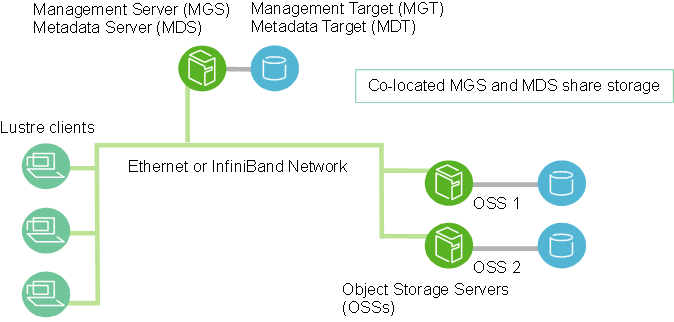 Management Server (MGS)
Metadata Server (MDS)
Management Target (MGT)
Metadata Target (MDT)
Co-located MGS and MDS share storage
Lustre clients
Ethernet or InfiniBand Network
OSS 1
OSS 2
Object Storage Servers
(OSSs)